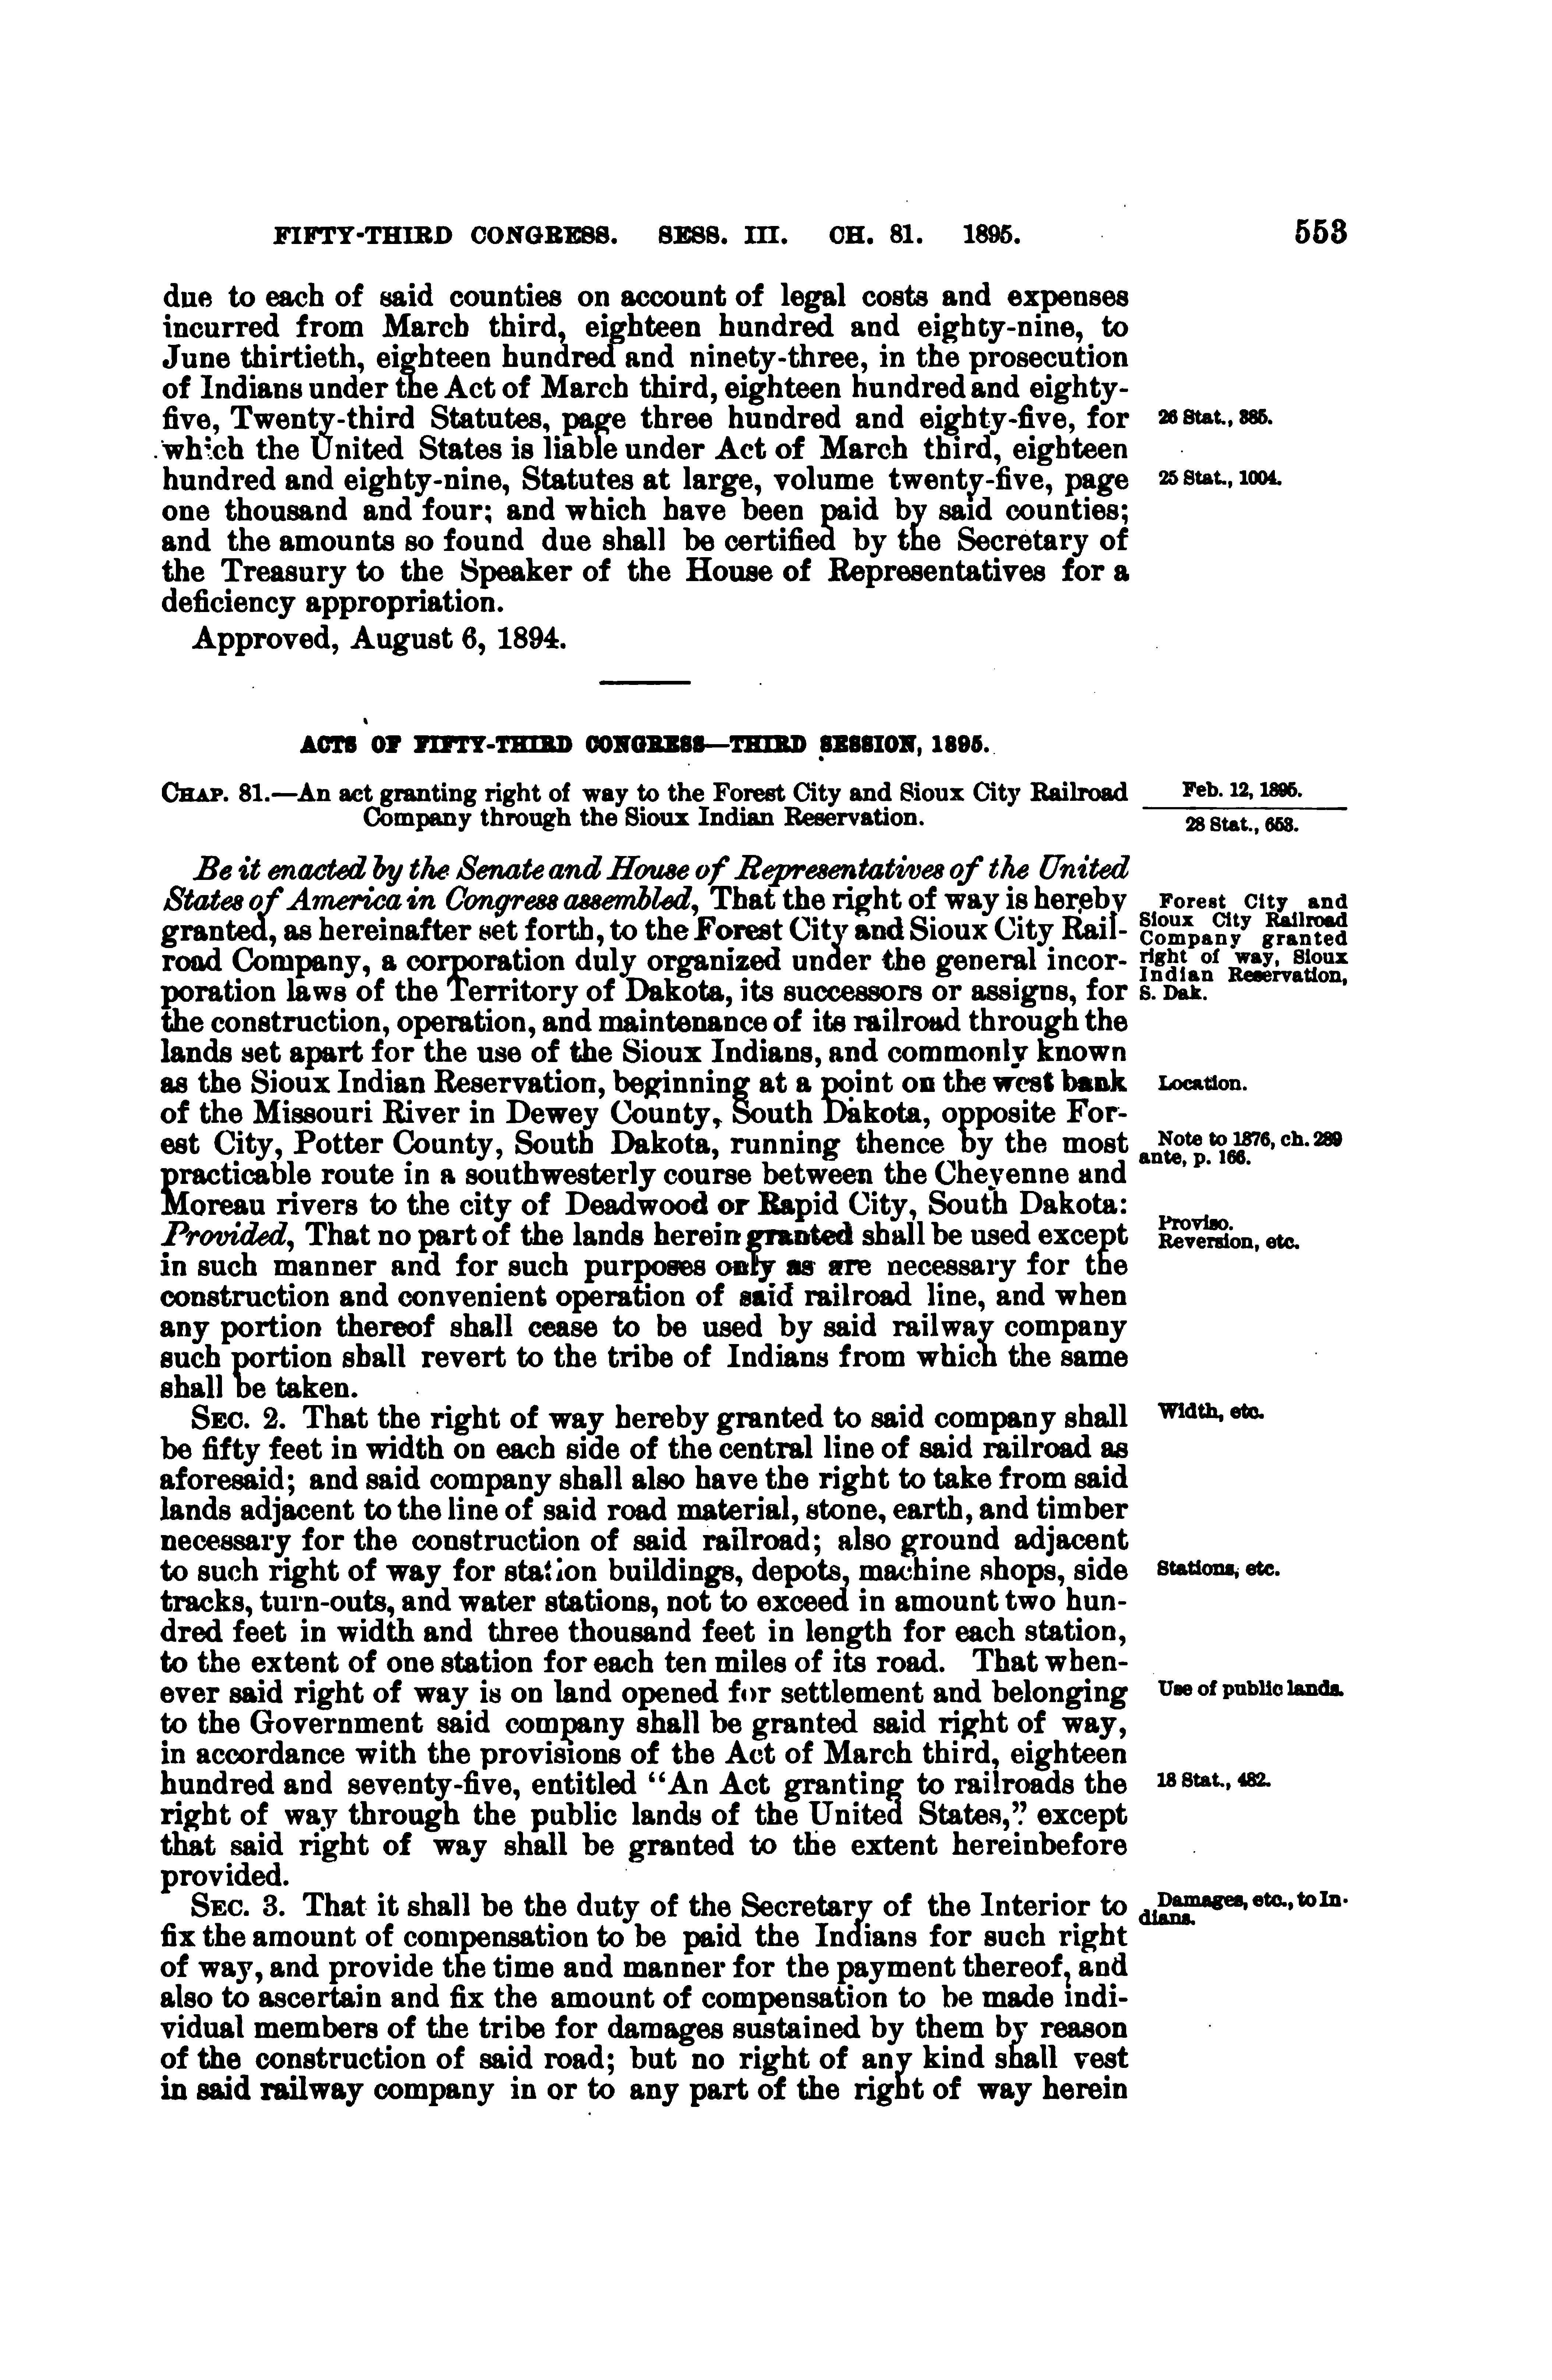 FIFTY-THIRD CONGRESS. SESS. III. CH. 81. 1895. 553
due to each of said counties on account of legal costs and expenses
incurred from March third, eighteen hundred and eighty-nine, to
June thirtieth, eighteen hundred and ninety-three, in the prosecution
of Indians under the Act of March third, eighteen hundred and eighty-
five, Twenty-third Statutes, page three hundred and eighty-five, for
26 Stat., 385.
which the United States is liable under Act of March third, eighteen
hundred and eighty-nine, Statutes at large, volume twenty-five, page
25 Stat., 1004.
one thousand and four; and which have been paid by said counties;
and the amounts so found due shall be certified by the Secretary of
the Treasury to the Speaker of the House of Representatives for a
deficiency appropriation.
Approved, August 6, 1894.
ACTS OF FIFTY-THIRD CONGRESS—THIRD SESSION, 1895.
CHAP. 81.—An act granting right of way to the Forest City and Sioux City Railroad
Company through the Sioux Indian Reservation.
Feb. 12, 1895.
28 Stat., 653.
Be it enacted by the Senate and House of Representatives of the United
States of America in Congress assembled, That the right of way is hereby
granted, as hereinafter set forth, to the Forest City and Sioux City Rail-
road Company, a corporation duly organized under the general incor-
poration laws of the Territory of Dakota, its successors or assigns, for
Forest City and
Sioux City Railroad
Company granted
right of way, Sioux
Indian Reservation,
S. Dak.
the construction, operation, and maintenance of its railroad through the
lands set apart for the use of the Sioux Indians, and commonly known
as the Sioux Indian Reservation, beginning at a point on the west bank
Location.
of the Missouri River in Dewey County, South Dakota, opposite For-
est City, Potter County, South Dakota, running thence by the most
Note to 1876, ch. 289
ante, p. 166.
practicable route in a southwesterly course between the Cheyenne and
Moreau rivers to the city of Deadwood or Rapid City, South Dakota:
Provided, That no part of the lands herein granted shall be used except
Proviso.
Reversion, etc.
in such manner and for such purposes only as are necessary for the
construction and convenient operation of said railroad line, and when
any portion thereof shall cease to be used by said railway company
such portion shall revert to the tribe of Indians from which the same
shall be taken.
SEC. 2. That the right of way hereby granted to said company shall
Width, etc.
be fifty feet in width on each side of the central line of said railroad as
aforesaid; and said company shall also have the right to take from said
lands adjacent to the line of said road material, stone, earth, and timber
necessary for the construction of said railroad; also ground adjacent
to such right of way for station buildings, depots, machine shops, side
Stations, etc.
tracks, turn-outs, and water stations, not to exceed in amount two hun-
dred feet in width and three thousand feet in length for each station,
to the extent of one station for each ten miles of its road. That when-
ever said right of way is on land opened for settlement and belonging
Use of public lands.
to the Government said company shall be granted said right of way,
in accordance with the provisions of the Act of March third, eighteen
hundred and seventy-five, entitled “An Act granting to railroads the
18 Stat., 482.
right of way through the public lands of the United States,” except
that said right of way shall be granted to the extent hereinbefore
provided.
SEC. 3. That it shall be the duty of the Secretary of the Interior to
Damages, etc., to In-
dians.
fix the amount of compensation to be paid the Indians for such right
of way, and provide the time and manner for the payment thereof, and
also to ascertain and fix the amount of compensation to be made indi-
vidual members of the tribe for damages sustained by them by reason
of the construction of said road; but no right of any kind shall vest
in said railway company in or to any part of the right of way herein